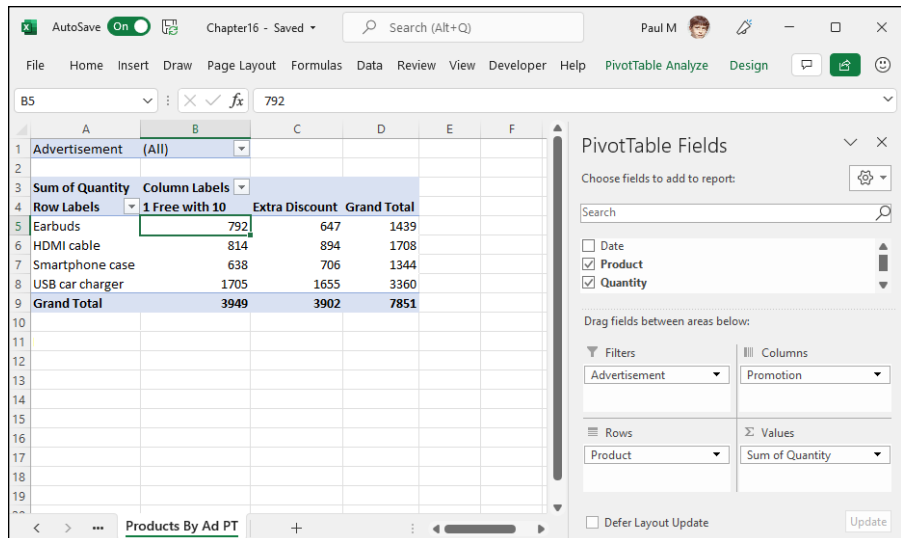 AutoSave On Chapter16 - Saved Search (Alt+Q) Paul M
File Home Insert Draw Page Layout Formulas Data Review View Developer Help PivotTable Analyze Design
B5 fx 792
A B C D E F
1 Advertisement (All)
2
3 Sum of Quantity Column Labels
4 Row Labels 1 Free with 10 Extra Discount Grand Total
5 Earbuds 792 647 1439
6 HDMI cable 814 894 1708
7 Smartphone case 638 706 1344
8 USB car charger 1705 1655 3360
9 Grand Total 3949 3902 7851
10
11
12
13
14
15
16
17
18
19
Products By Ad PT
PivotTable Fields
Choose fields to add to report:
Search
Date
Product
Quantity
Drag fields between areas below:
Filters
Advertisement
Columns
Promotion
Rows
Product
Σ Values
Sum of Quantity
Defer Layout Update Update